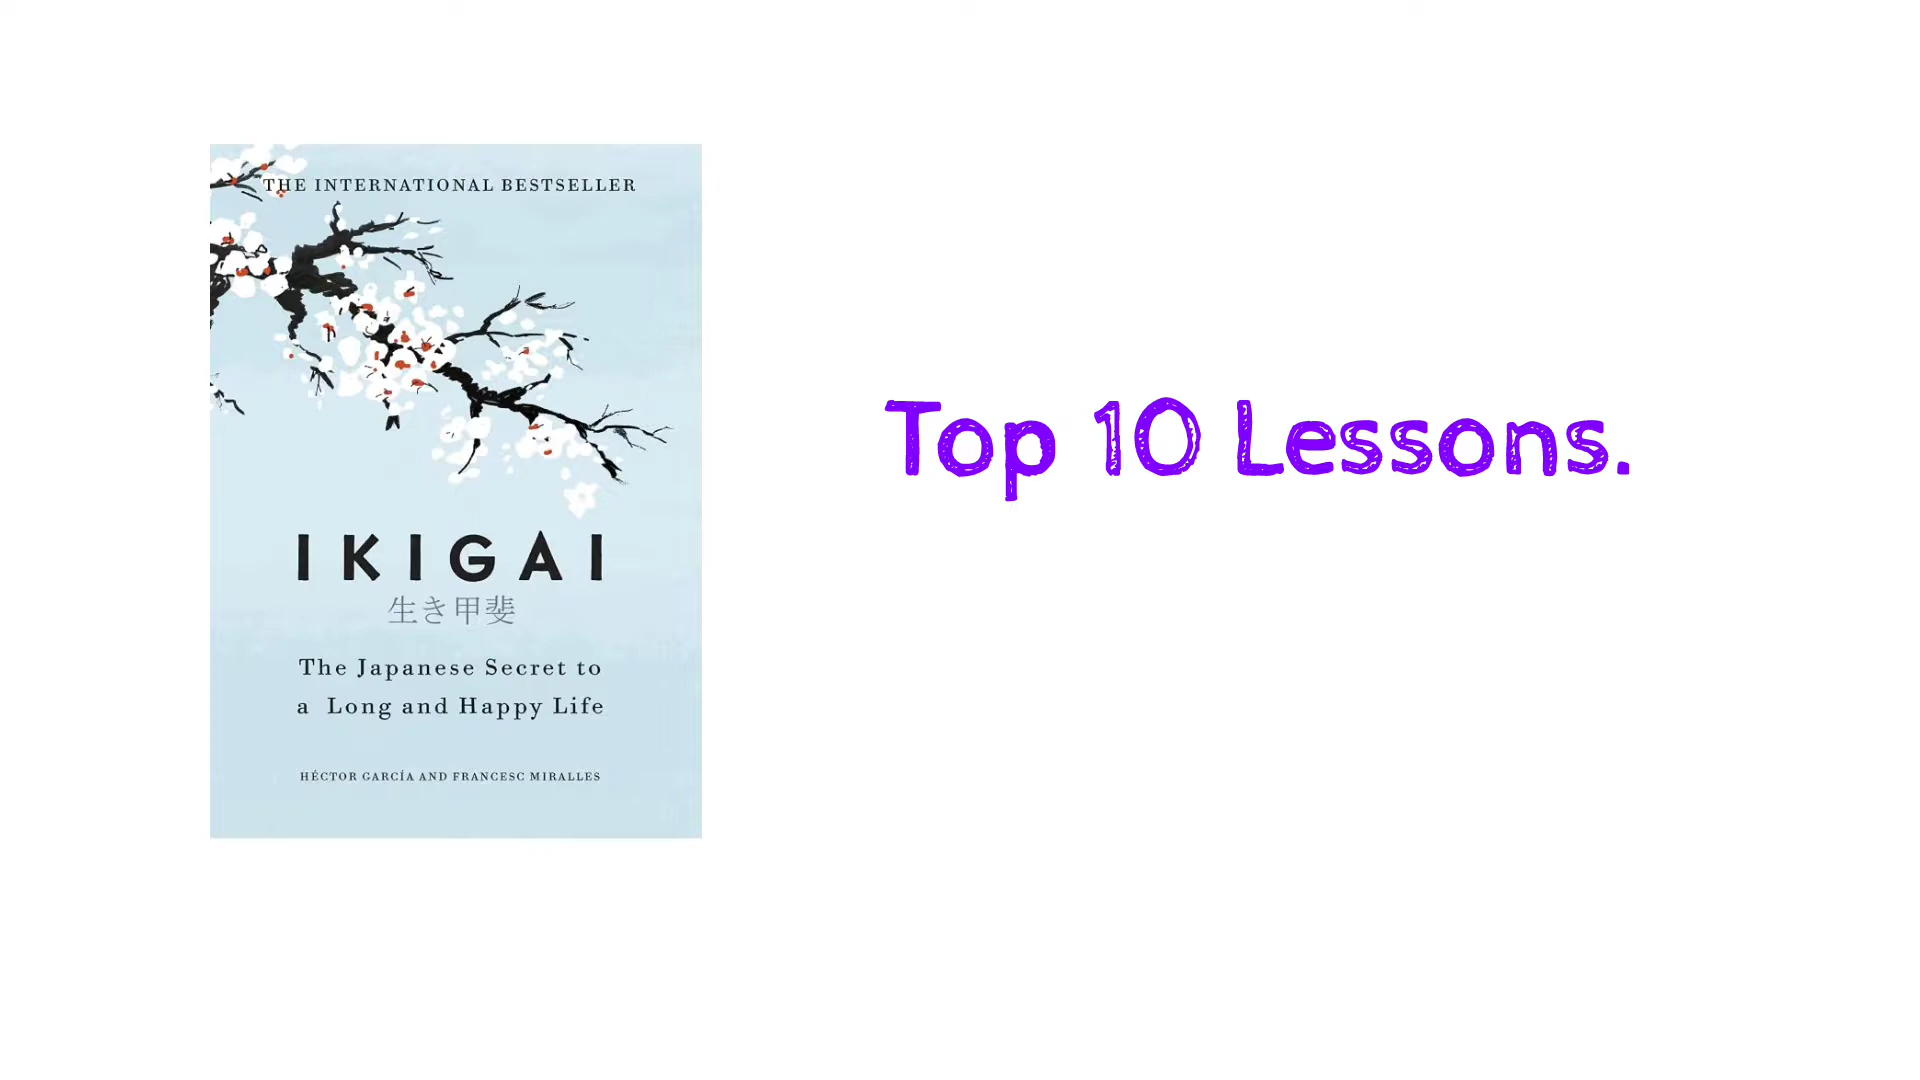 THE INTERNATIONAL BESTSELLER
IKIGAI
生き甲斐
The Japanese Secret to
a Long and Happy Life
HÉCTOR GARCÍA AND FRANCESC MIRALLES
Top 10 Lessons.